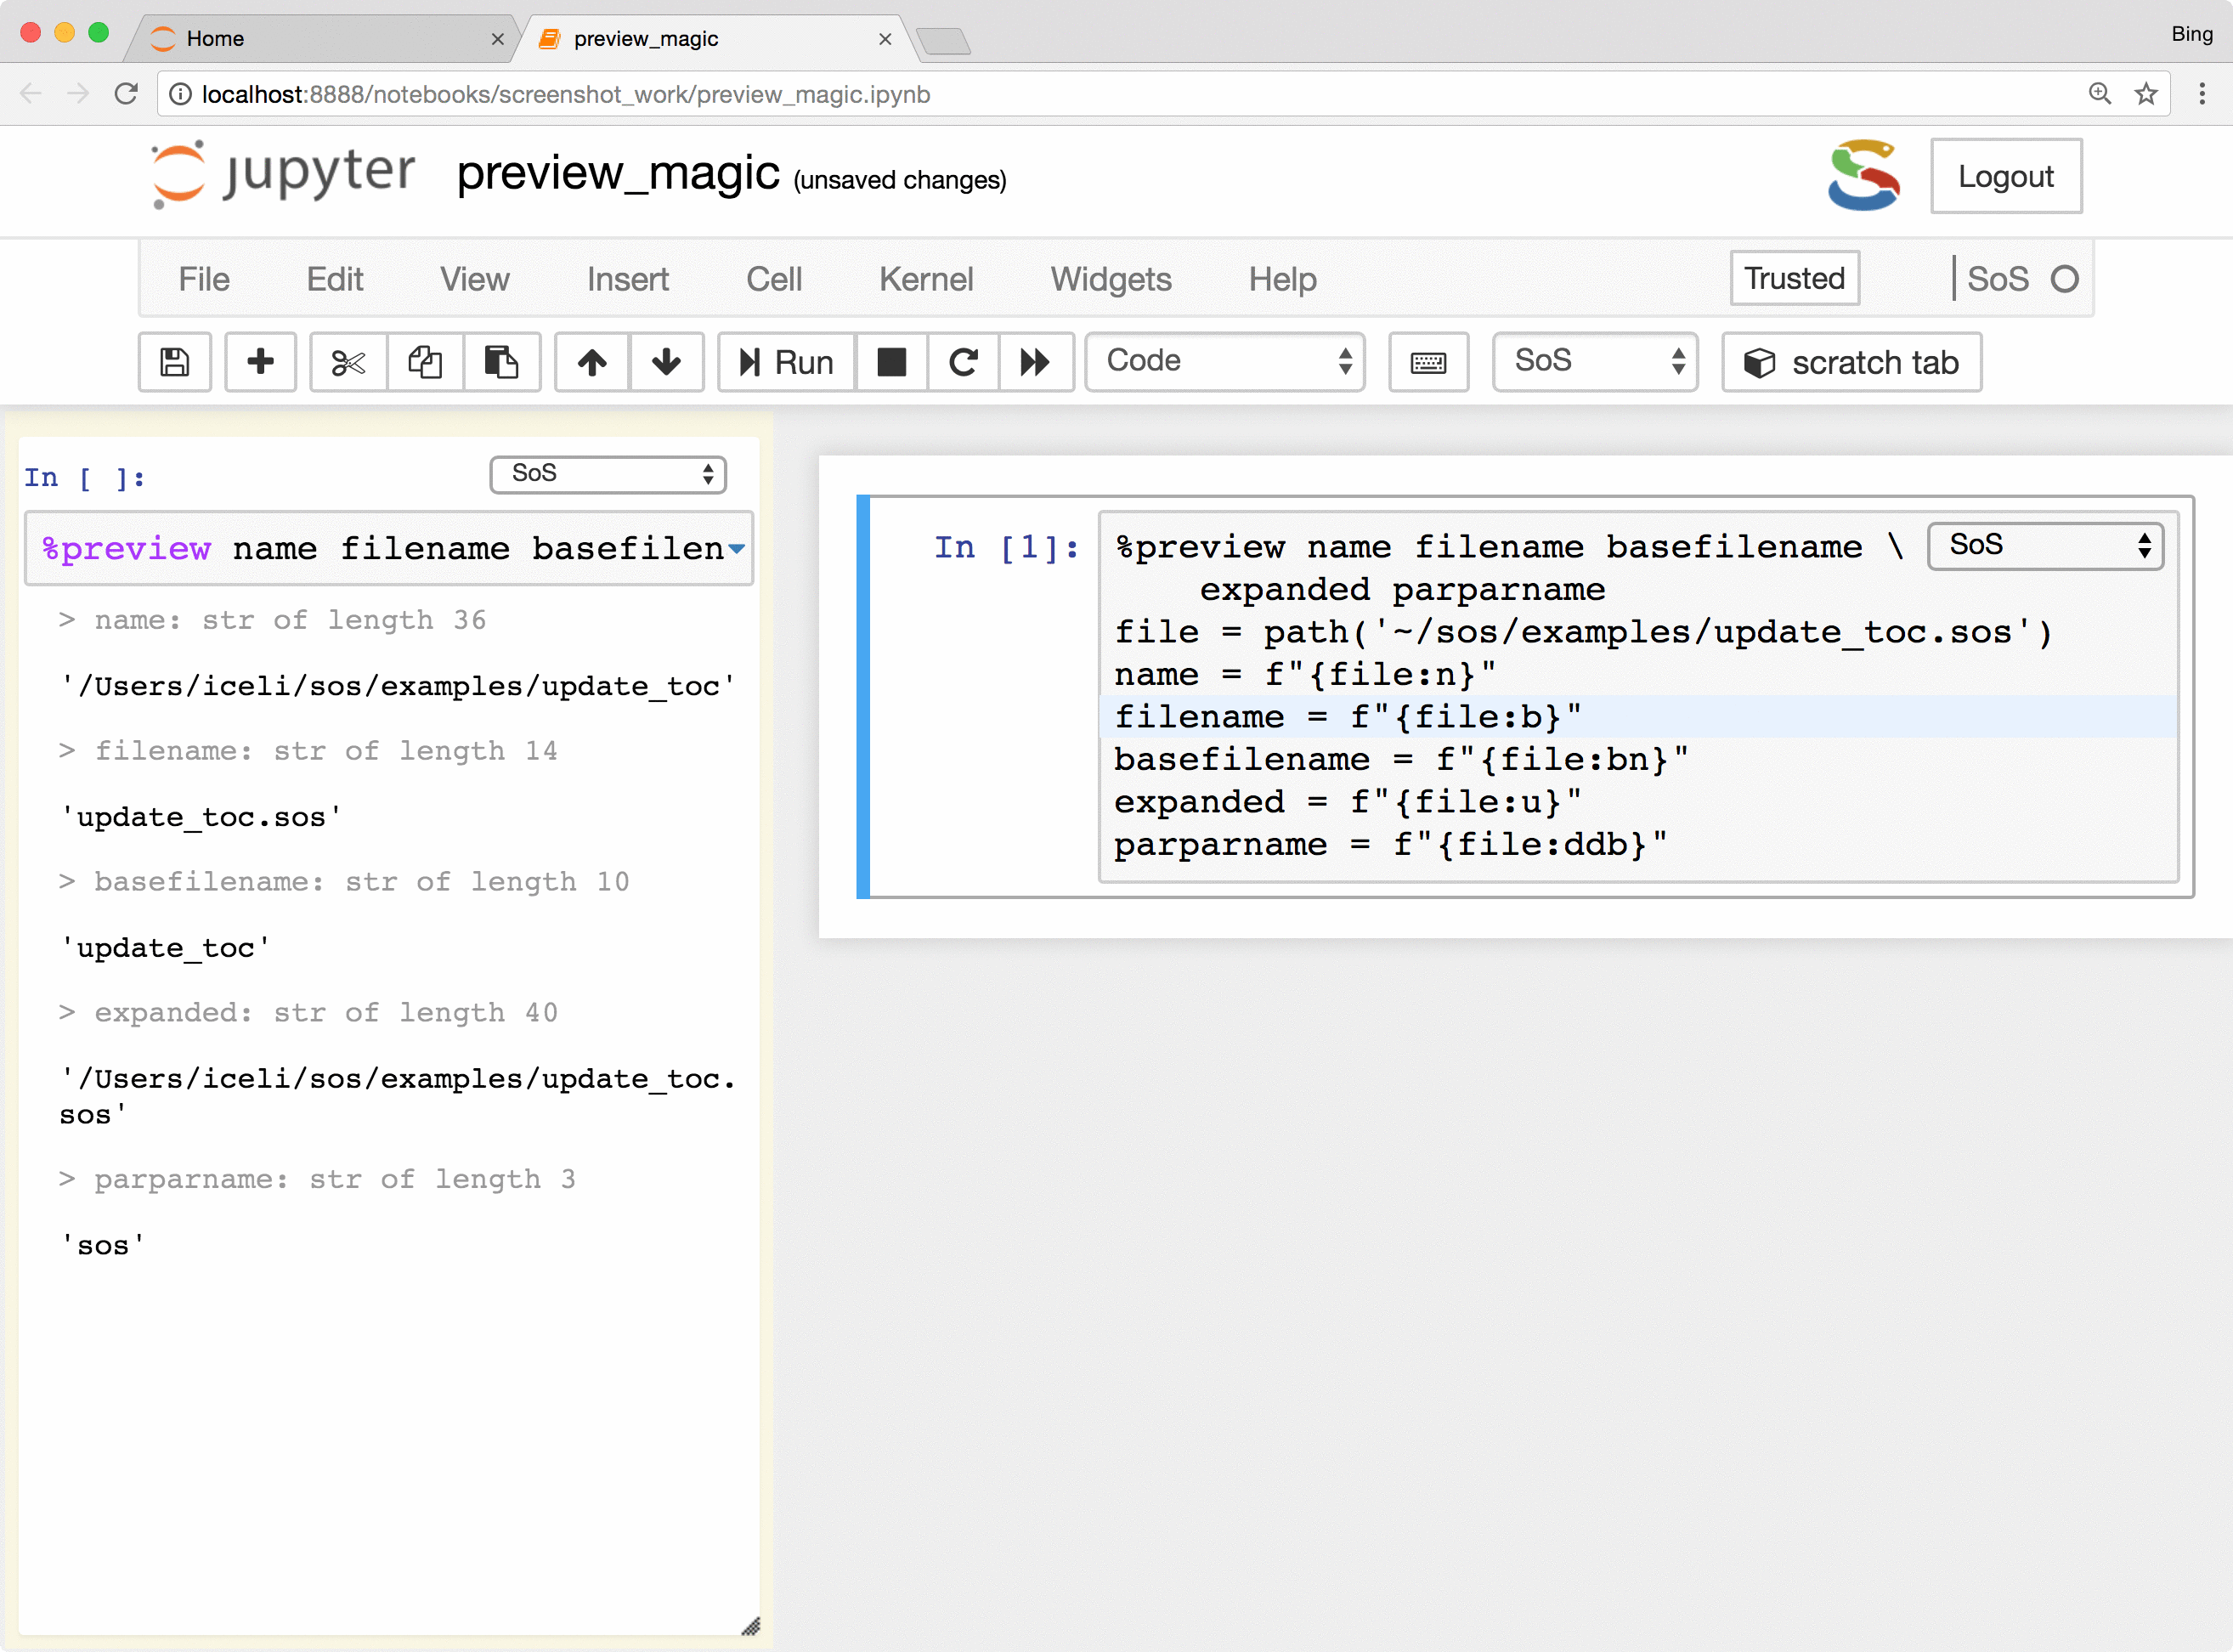 Home
preview_magic
Bing
localhost:8888/notebooks/screenshot_work/preview_magic.ipynb
jupyter preview_magic (unsaved changes)
Logout
File Edit View Insert Cell Kernel Widgets Help Trusted SoS
Run Code SoS scratch tab
In [ ]: SoS
%preview name filename basefilen
> name: str of length 36
'/Users/iceli/sos/examples/update_toc'
> filename: str of length 14
'update_toc.sos'
> basefilename: str of length 10
'update_toc'
> expanded: str of length 40
'/Users/iceli/sos/examples/update_toc.
sos'
> parparname: str of length 3
'sos'
In [1]: %preview name filename basefilename \ SoS
expanded parparname
file = path('~/sos/examples/update_toc.sos')
name = f"{file:n}"
filename = f"{file:b}"
basefilename = f"{file:bn}"
expanded = f"{file:u}"
parparname = f"{file:ddb}"